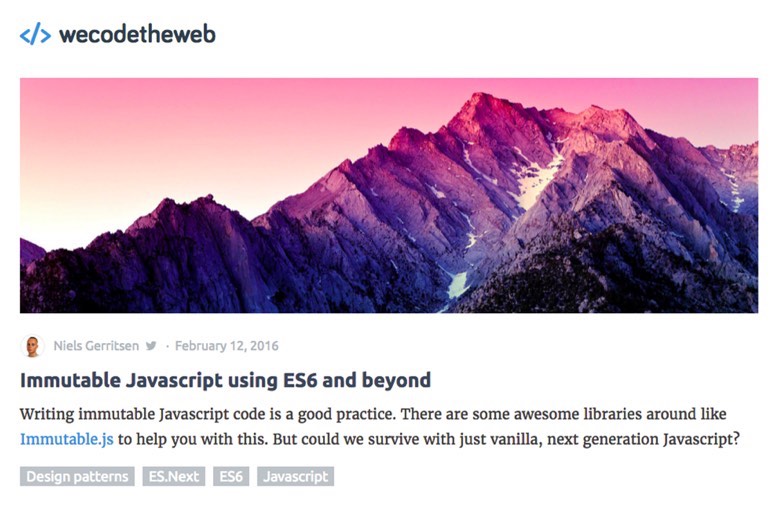 </> wecodetheweb
Niels Gerritsen · February 12, 2016
Immutable Javascript using ES6 and beyond
Writing immutable Javascript code is a good practice. There are some awesome libraries around like
Immutable.js to help you with this. But could we survive with just vanilla, next generation Javascript?
Design patterns ES.Next ES6 Javascript